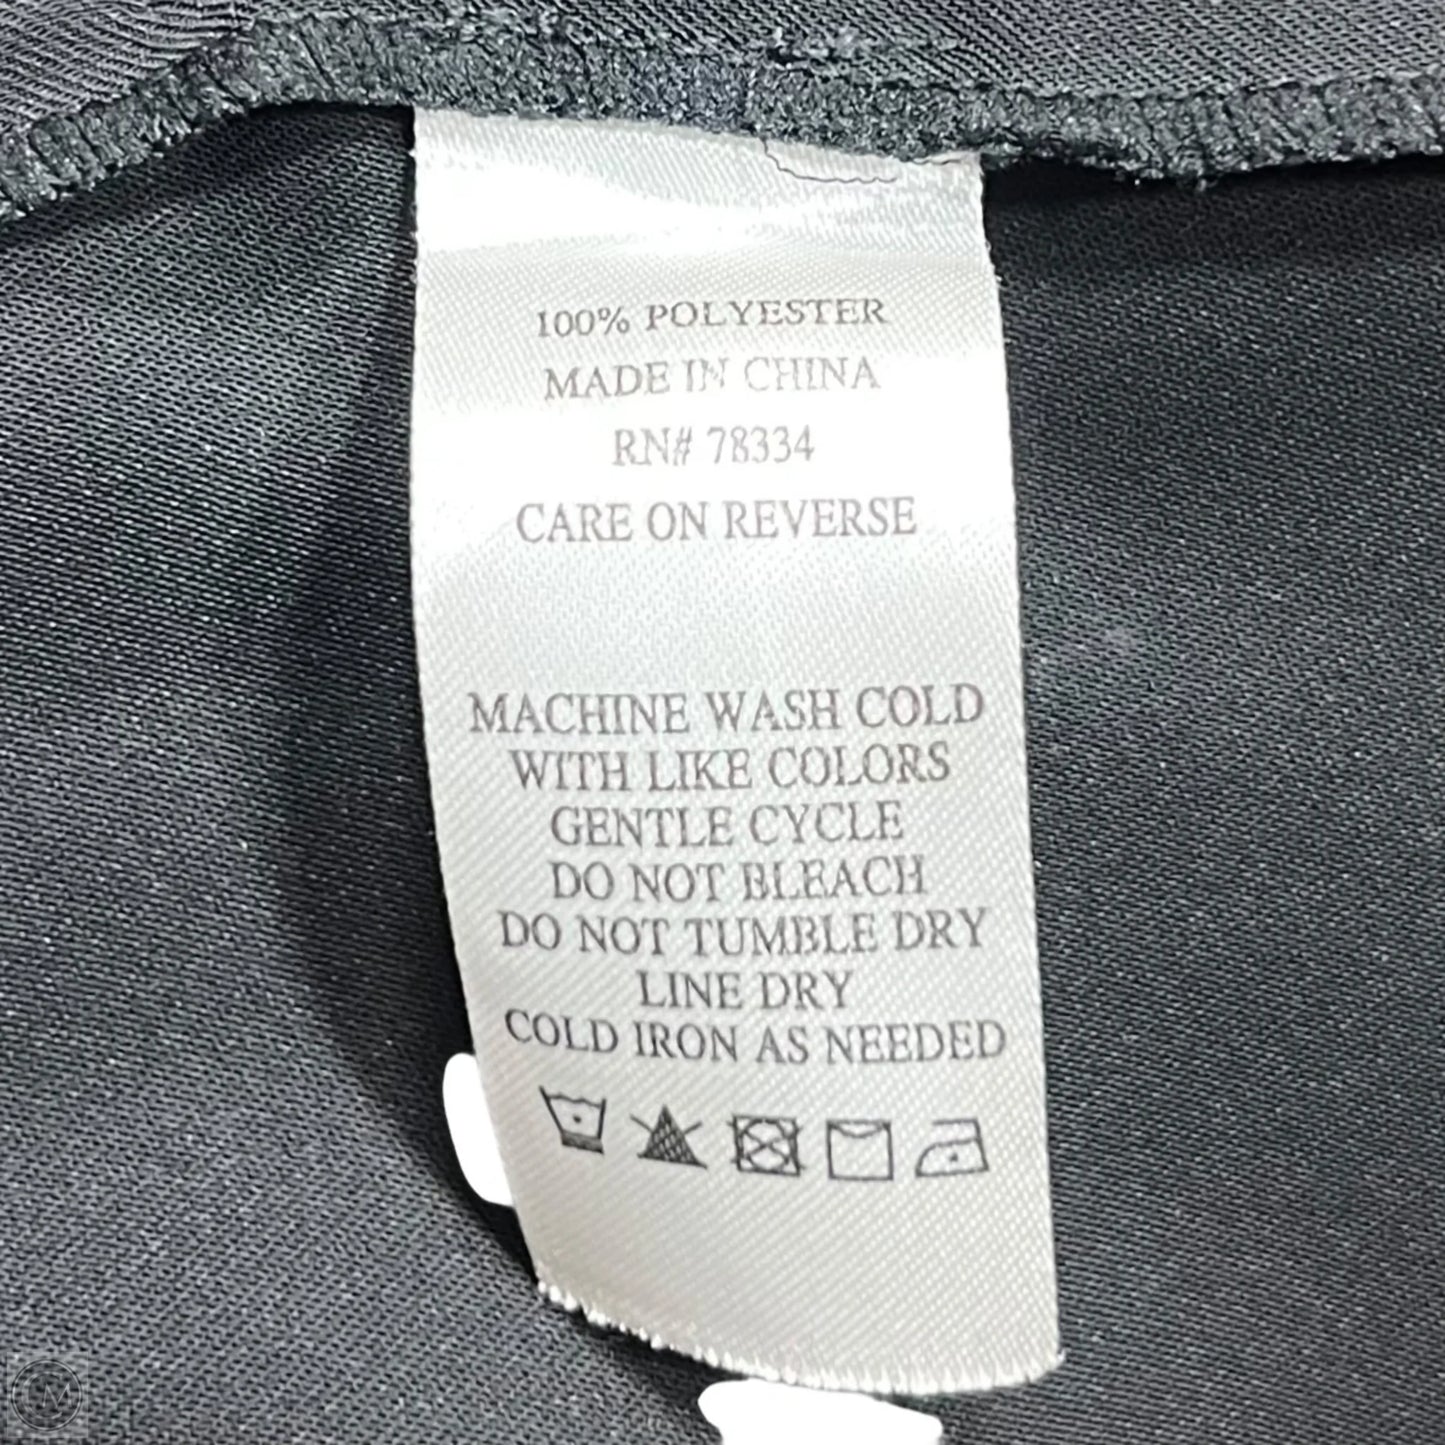 100% POLYESTER
MADE IN CHINA
RN# 78334
CARE ON REVERSE
MACHINE WASH COLD
WITH LIKE COLORS
GENTLE CYCLE
DO NOT BLEACH
DO NOT TUMBLE DRY
LINE DRY
COLD IRON AS NEEDED